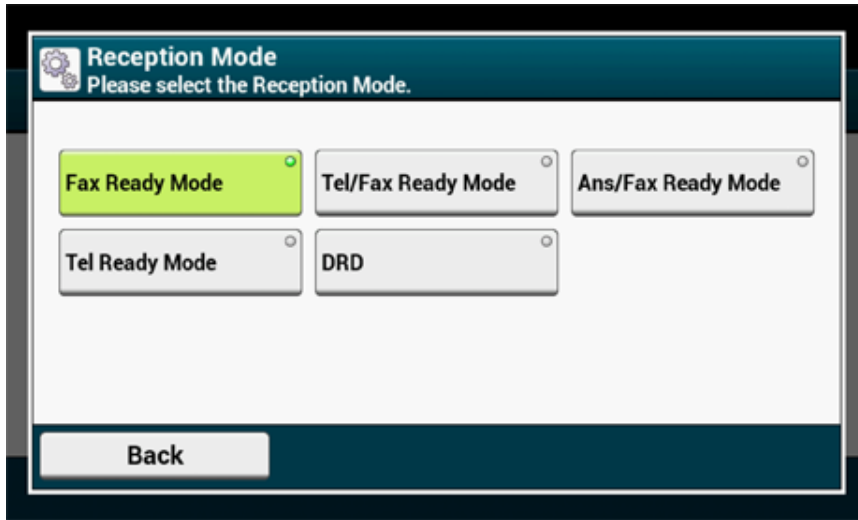 Reception Mode
Please select the Reception Mode.
Fax Ready Mode
Tel/Fax Ready Mode
Ans/Fax Ready Mode
Tel Ready Mode
DRD
Back